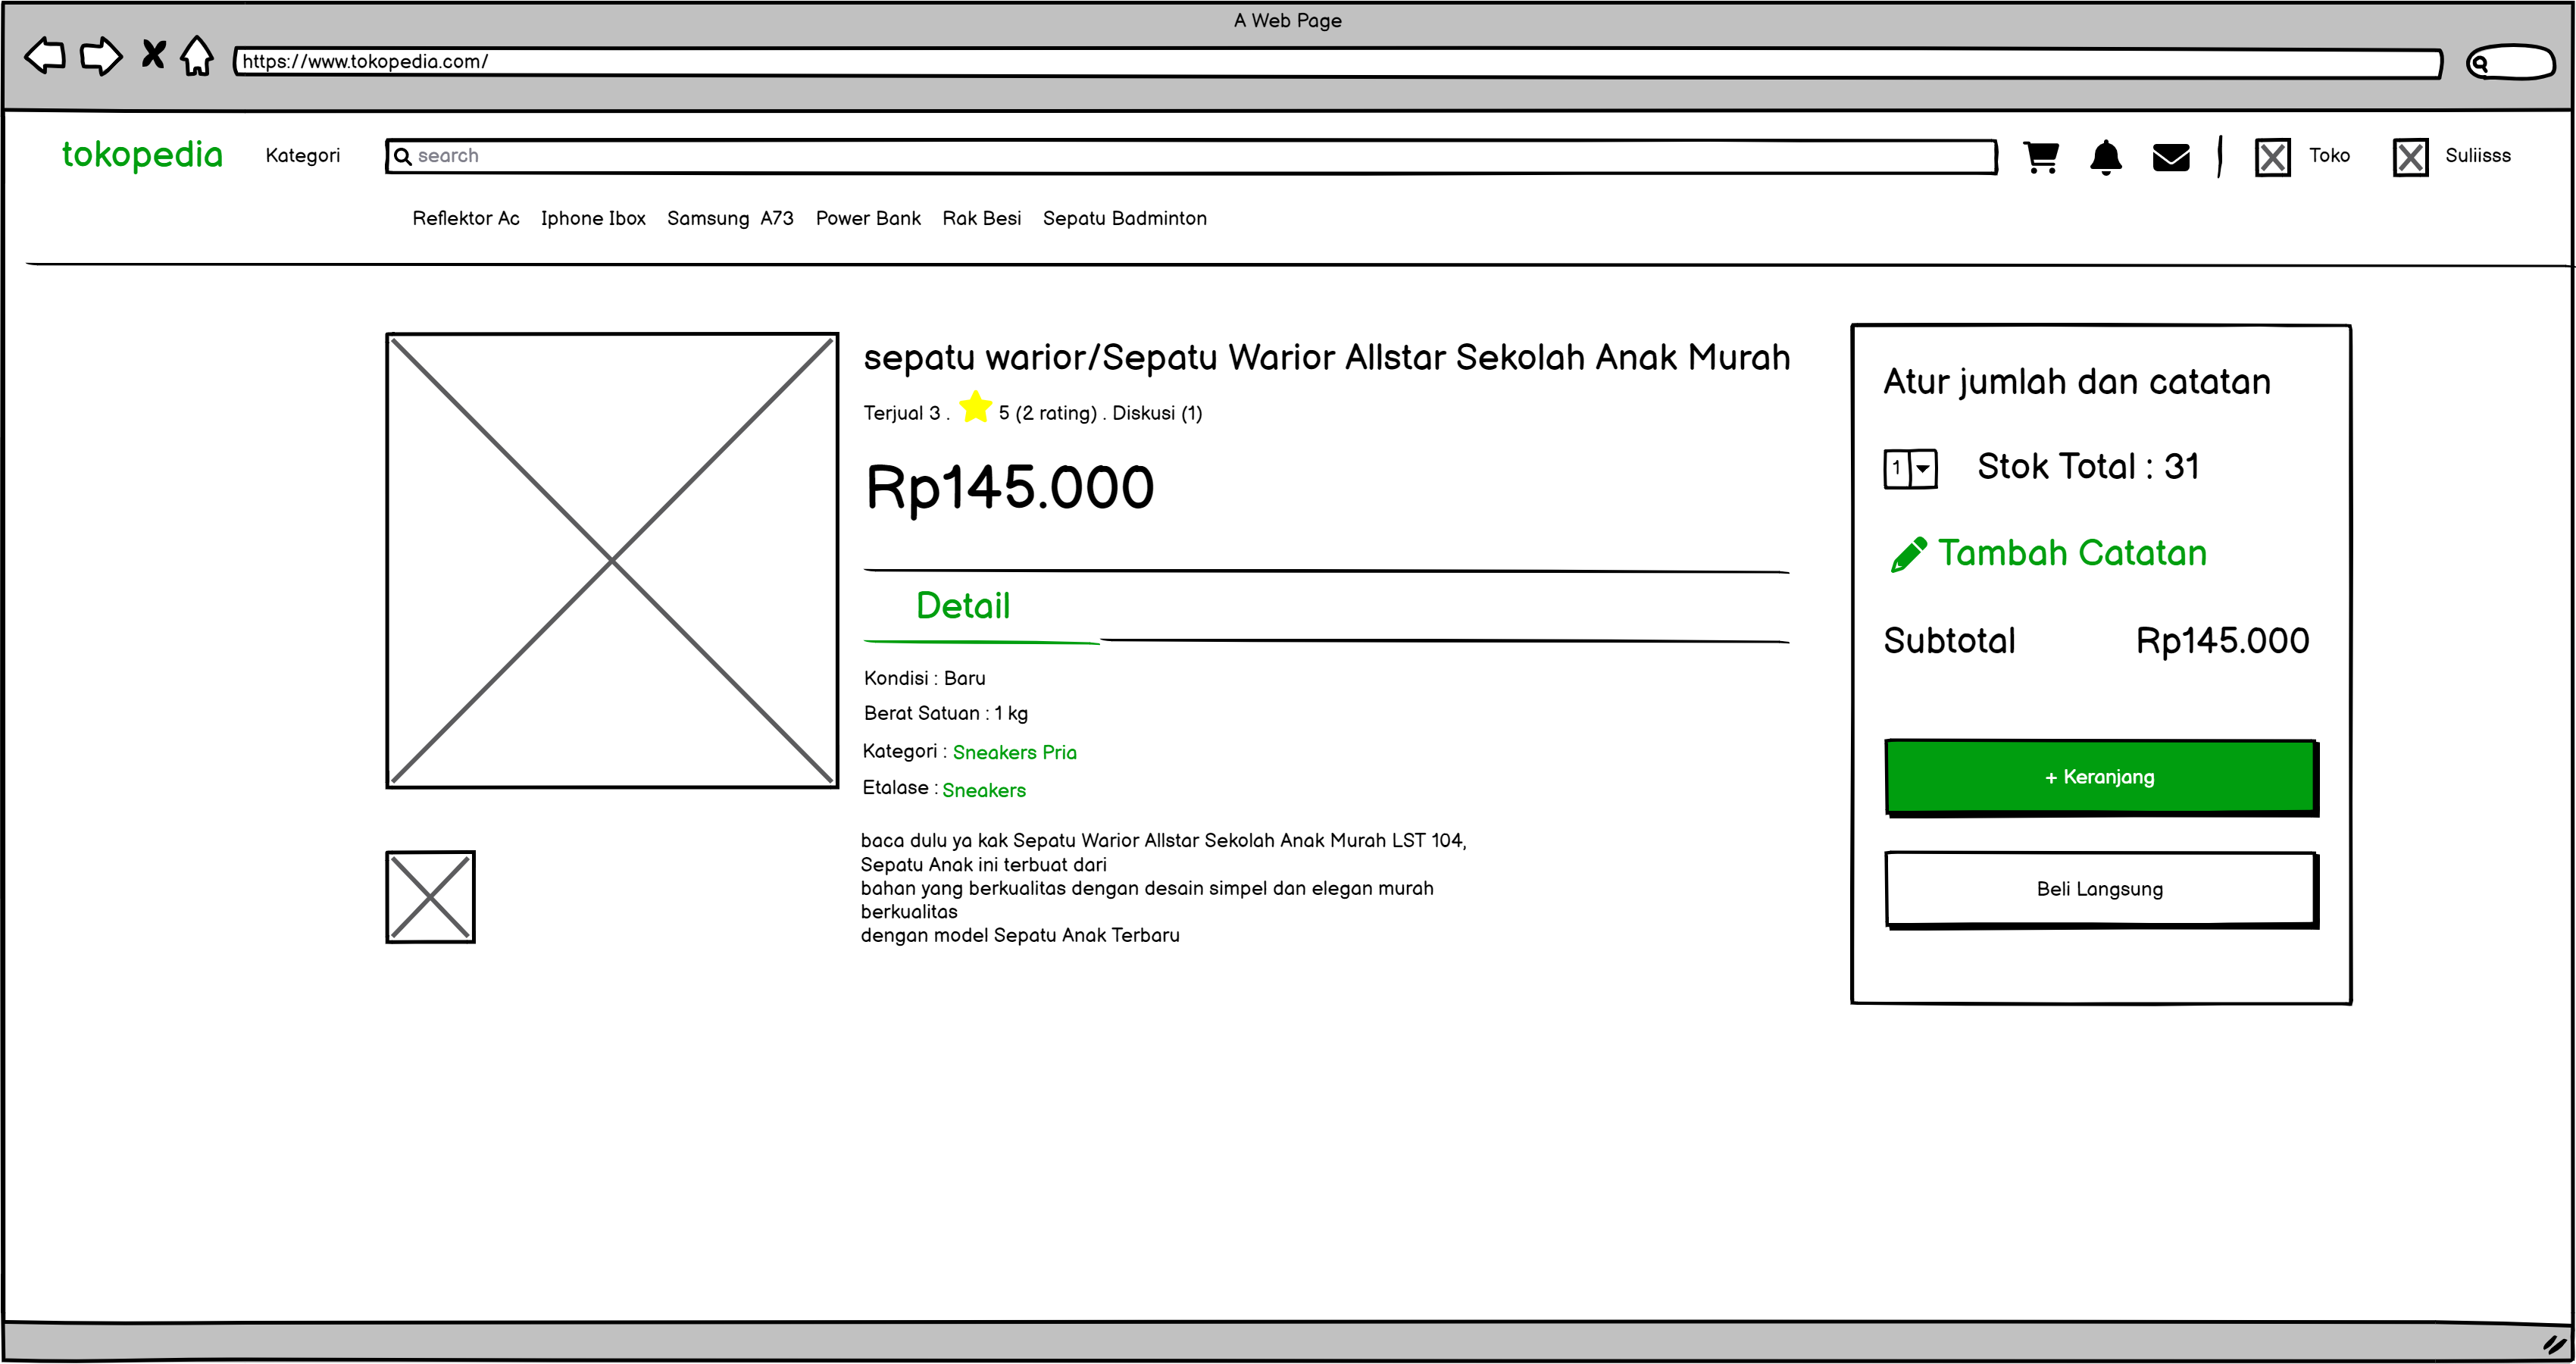 A Web Page
https://www.tokopedia.com/
tokopedia
Kategori
search
Toko
Suliisss
Reflektor Ac Iphone Ibox Samsung A73 Power Bank Rak Besi Sepatu Badminton
sepatu warior/Sepatu Warior Allstar Sekolah Anak Murah
Terjual 3 . 5 (2 rating) . Diskusi (1)
Rp145.000
Detail
Kondisi : Baru
Berat Satuan : 1 kg
Kategori : Sneakers Pria
Etalase : Sneakers
baca dulu ya kak Sepatu Warior Allstar Sekolah Anak Murah LST 104,
Sepatu Anak ini terbuat dari
bahan yang berkualitas dengan desain simpel dan elegan murah
berkualitas
dengan model Sepatu Anak Terbaru
Atur jumlah dan catatan
1 Stok Total : 31
Tambah Catatan
Subtotal Rp145.000
+ Keranjang
Beli Langsung